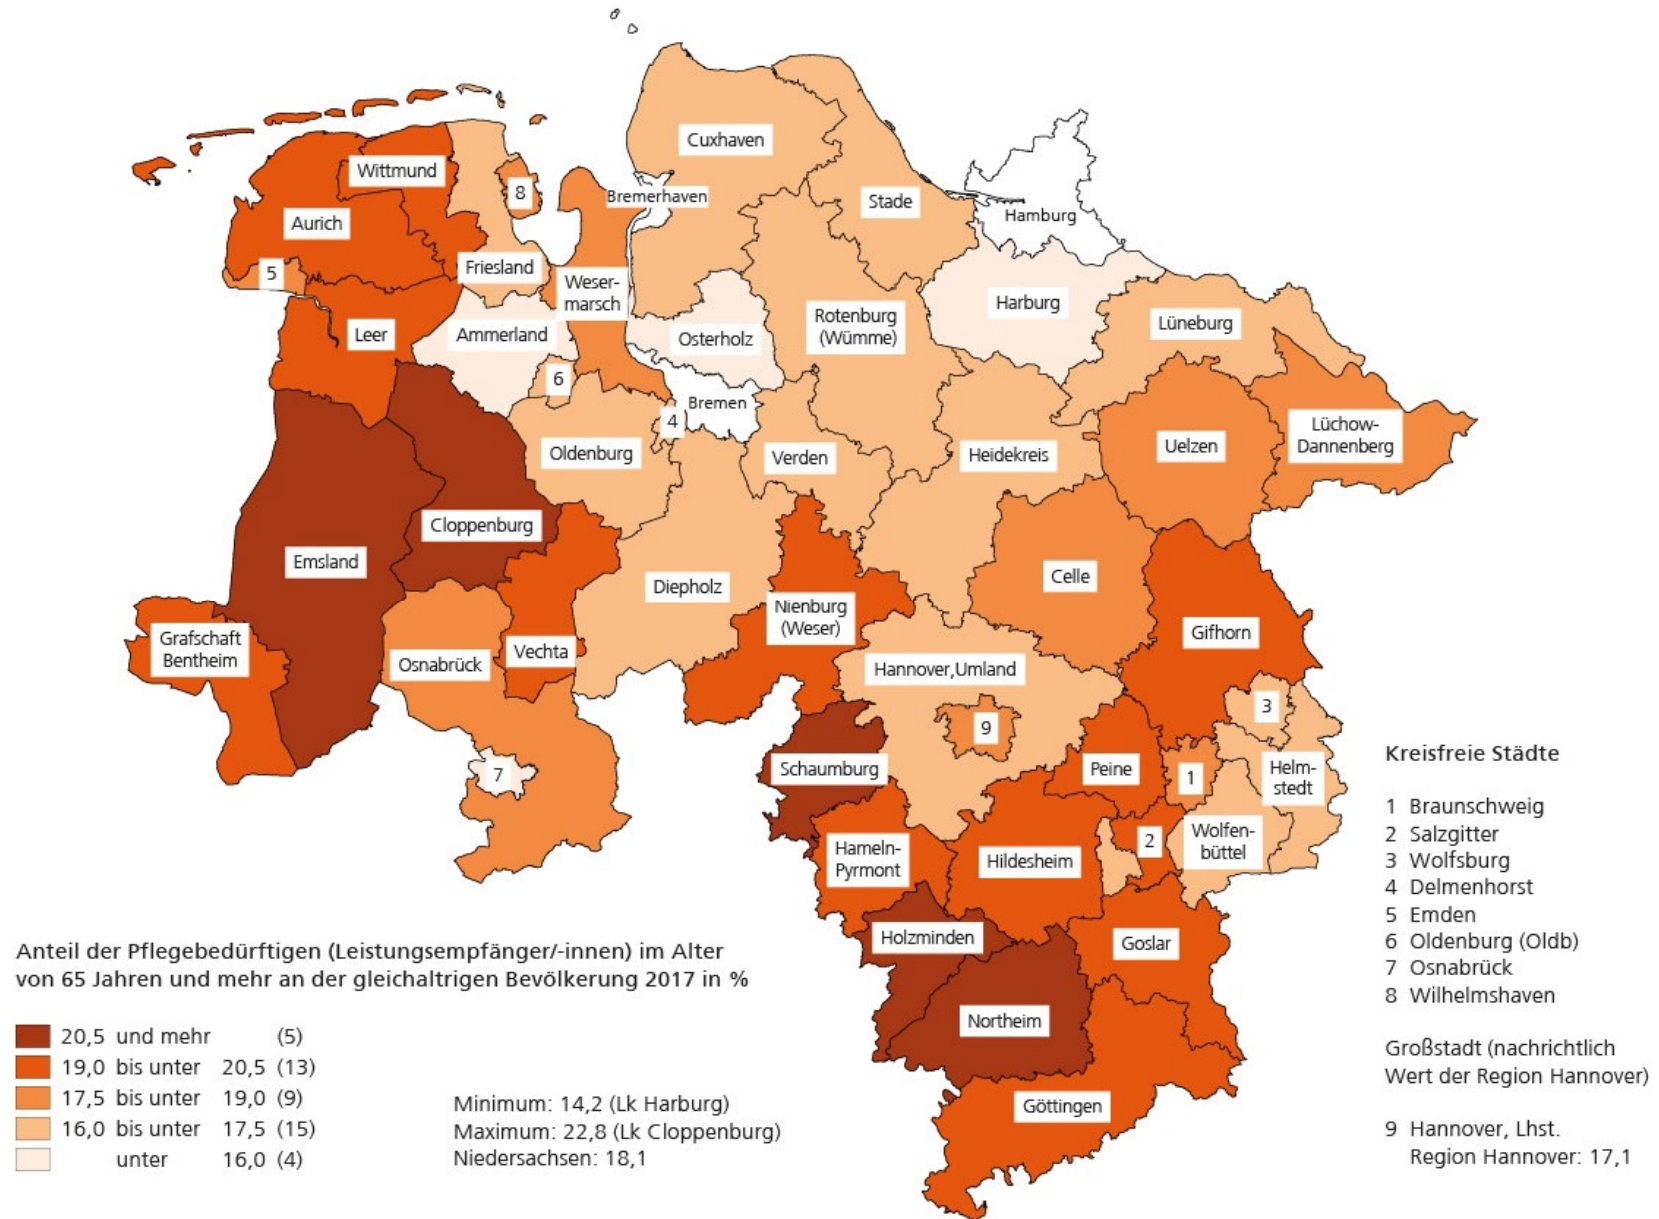 Cuxhaven
Wittmund
8
Bremerhaven
Stade
Aurich
Hamburg
5
Friesland
Weser-
marsch
Harburg
Leer
Ammerland
Osterholz
Rotenburg
(Wümme)
Lüneburg
6
Bremen
4
Oldenburg
Verden
Heidekreis
Uelzen
Lüchow-
Dannenberg
Cloppenburg
Emsland
Diepholz
Celle
Nienburg
(Weser)
Gifhorn
Grafschaft
Bentheim
Osnabrück
Vechta
Hannover,Umland
3
9
7
Schaumburg
Peine
1
Helm-
stedt
2
Wolfen-
büttel
Hameln-
Pyrmont
Hildesheim
Holzminden
Goslar
Northeim
Göttingen
Kreisfreie Städte
1 Braunschweig
2 Salzgitter
3 Wolfsburg
4 Delmenhorst
5 Emden
6 Oldenburg (Oldb)
7 Osnabrück
8 Wilhelmshaven
Großstadt (nachrichtlich
Wert der Region Hannover)
9 Hannover, Lhst.
Region Hannover: 17,1
Anteil der Pflegebedürftigen (Leistungsempfänger/-innen) im Alter
von 65 Jahren und mehr an der gleichaltrigen Bevölkerung 2017 in %
20,5 und mehr (5)
19,0 bis unter 20,5 (13)
17,5 bis unter 19,0 (9)
16,0 bis unter 17,5 (15)
unter 16,0 (4)
Minimum: 14,2 (Lk Harburg)
Maximum: 22,8 (Lk Cloppenburg)
Niedersachsen: 18,1